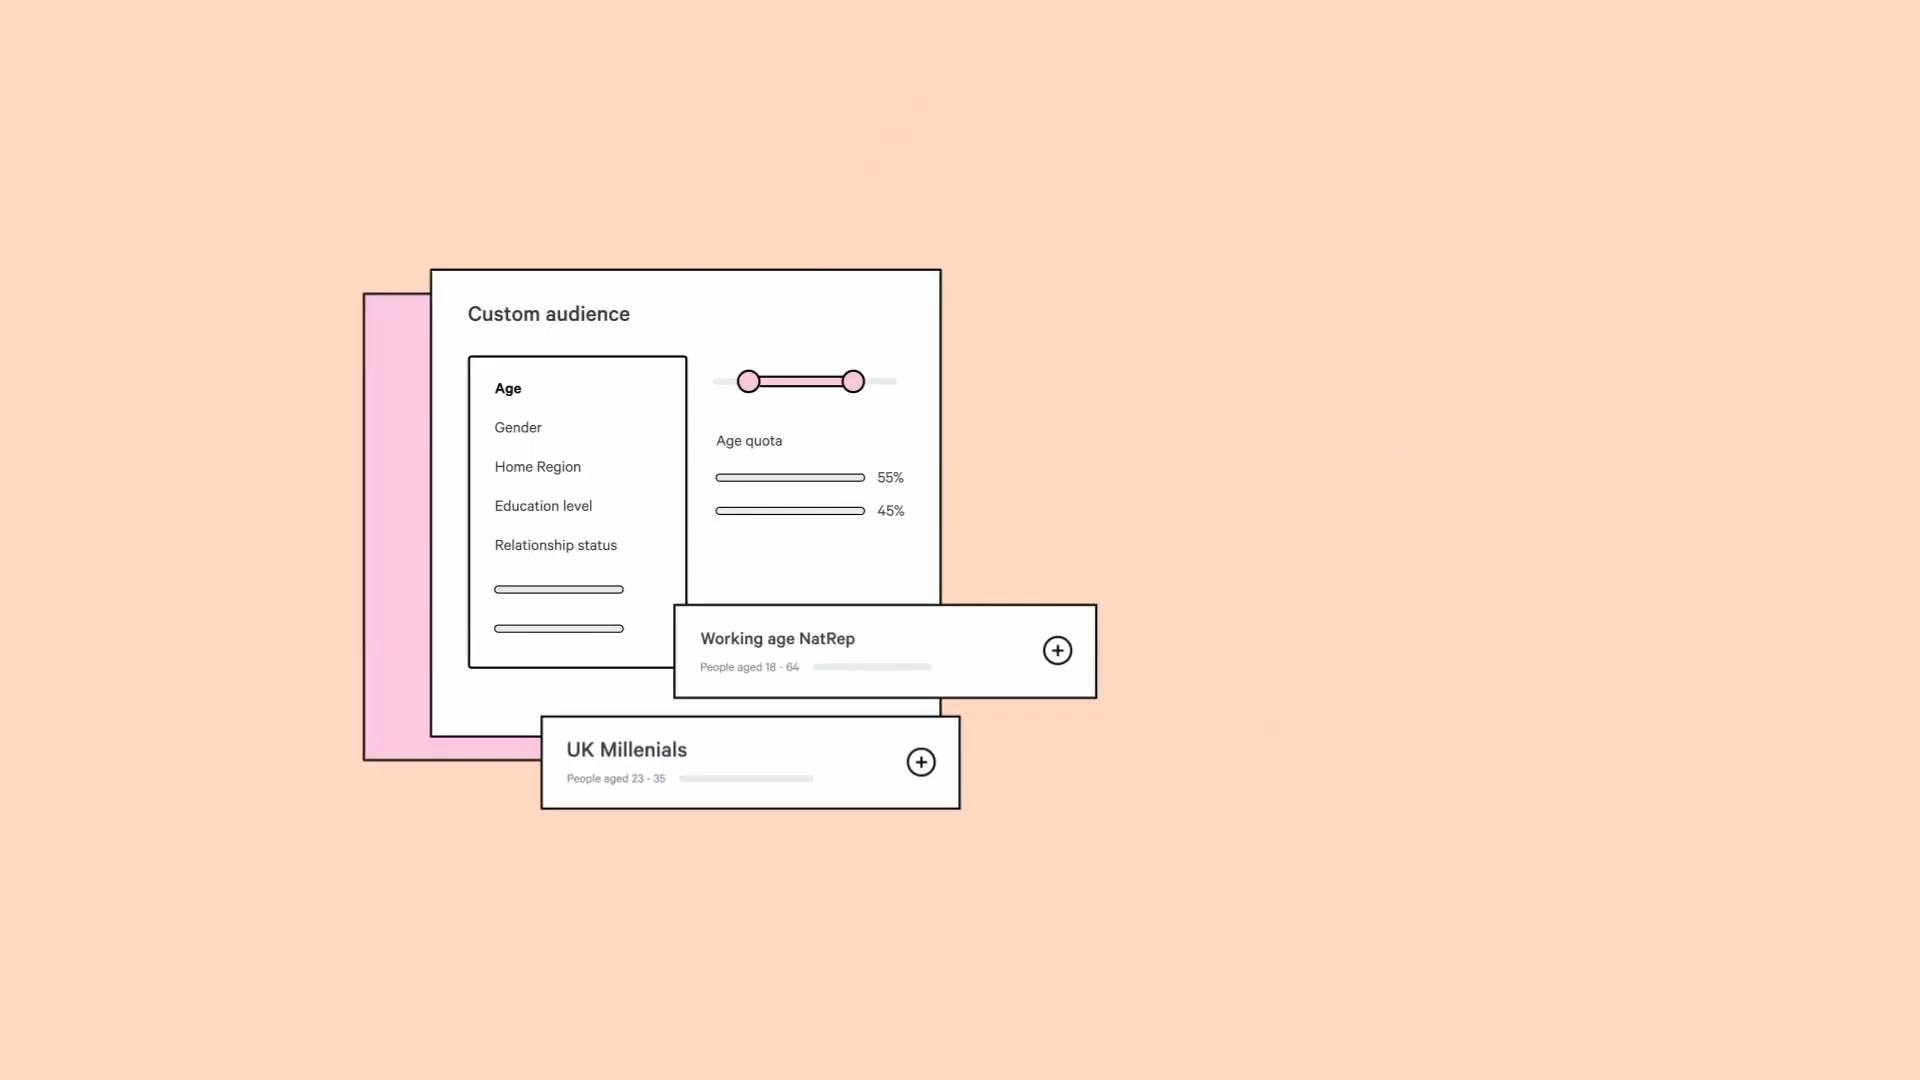 Custom audience
Age
Gender
Home Region
Education level
Relationship status
Age quota
55%
45%
Working age NatRep
People aged 18 - 64
UK Millenials
People aged 23 - 35